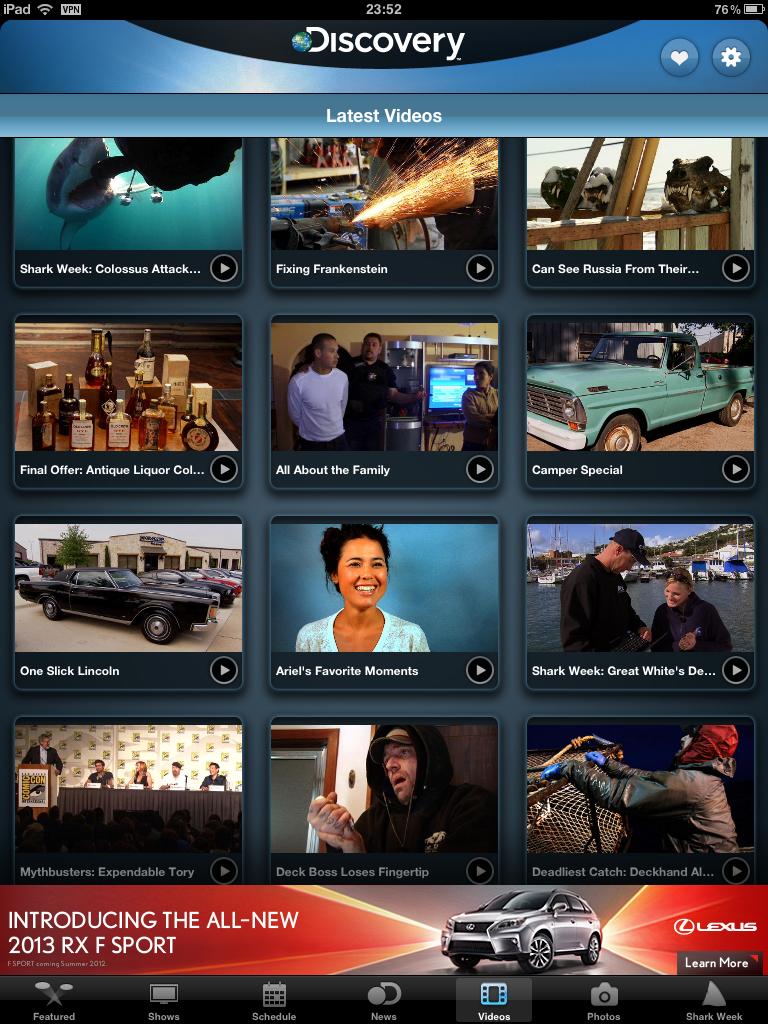 iPad VPN 23:52 76%
Discovery
Latest Videos
Shark Week: Colossus Attack... Fixing Frankenstein Can See Russia From Their...
Final Offer: Antique Liquor Col... All About the Family Camper Special
One Slick Lincoln Ariel's Favorite Moments Shark Week: Great White's De...
COMIC CON
Mythbusters: Expendable Tory Deck Boss Loses Fingertip Deadliest Catch: Deckhand Al...
INTRODUCING THE ALL-NEW
2013 RX F SPORT
LEXUS
F SPORT coming Summer 2012.
Learn More
Featured Shows Schedule News Videos Photos Shark Week